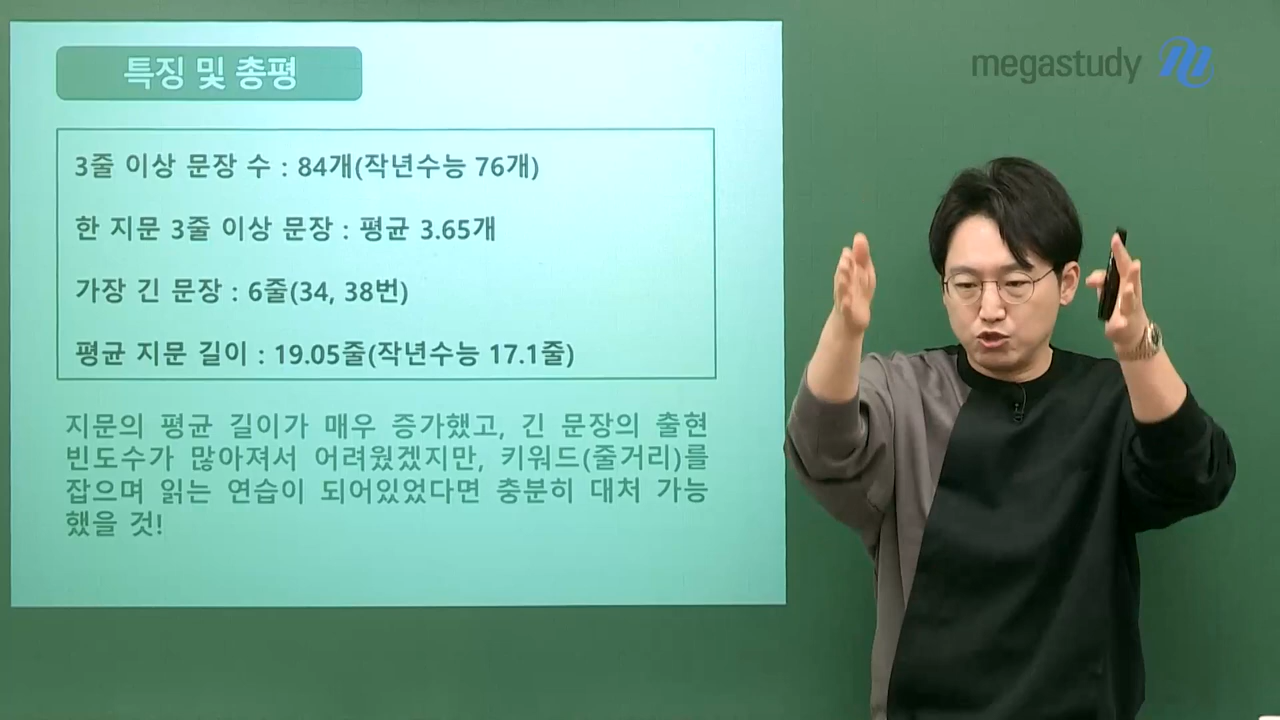 특징 및 총평
megastudy
3줄 이상 문장 수 : 84개(작년수능 76개)
한 지문 3줄 이상 문장 : 평균 3.65개
가장 긴 문장 : 6줄(34, 38번)
평균 지문 길이 : 19.05줄(작년수능 17.1줄)
지문의 평균 길이가 매우 증가했고, 긴 문장의 출현
빈도수가 많아져서 어려웠겠지만, 키워드(줄거리)를
잡으며 읽는 연습이 되어있었다면 충분히 대처 가능
했을 것!